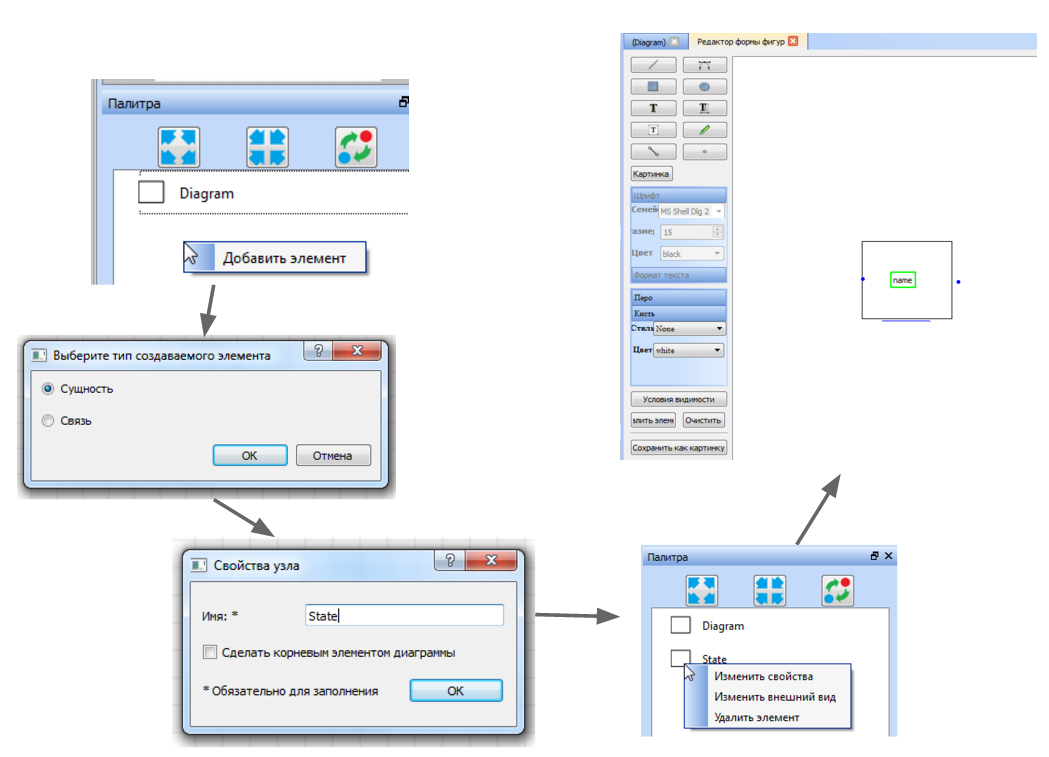 Палитра
Diagram
Добавить элемент
Выберите тип создаваемого элемента
Сущность
Связь
OK
Отмена
Свойства узла
Имя: *
State
Сделать корневым элементом диаграммы
* Обязательно для заполнения
OK
Палитра
Diagram
State
Изменить свойства
Изменить внешний вид
Удалить элемент
(Diagram)
Редактор формы фигур
T
T
T
Картинка
Шрифт
Семей
MS Shell Dlg 2
азмер
15
Цвет
black
Формат текста
Перо
Кисть
Стиль
None
Цвет
white
Условия видимости
элить элем
Очистить
Сохранить как картинку
name